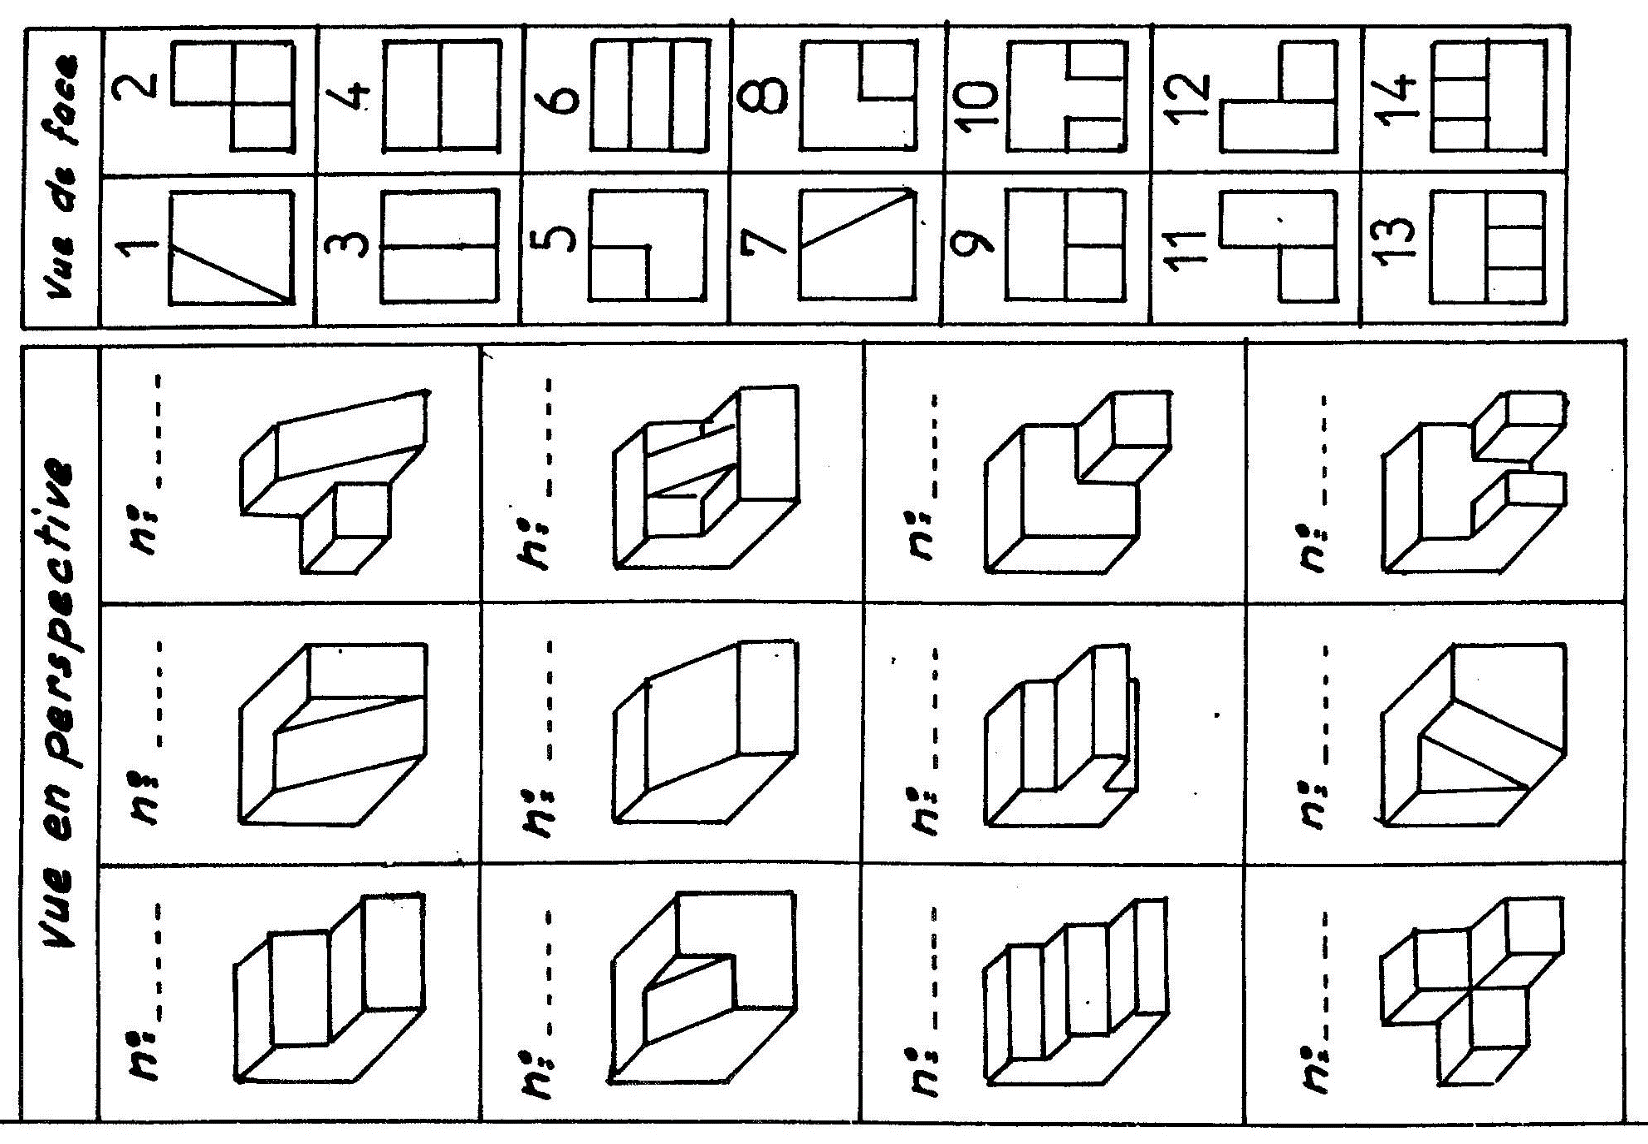 Vue en perspective
n°: ------
n°: ------
n°: ------
n°: ------
n°: ------
n°: ------
n°: ------
n°: ------
n°: ------
n°: ------
n°: ------
n°: ------
Vue de face
1 2
3 4
5 6
7 8
9 10
11 12
13 14